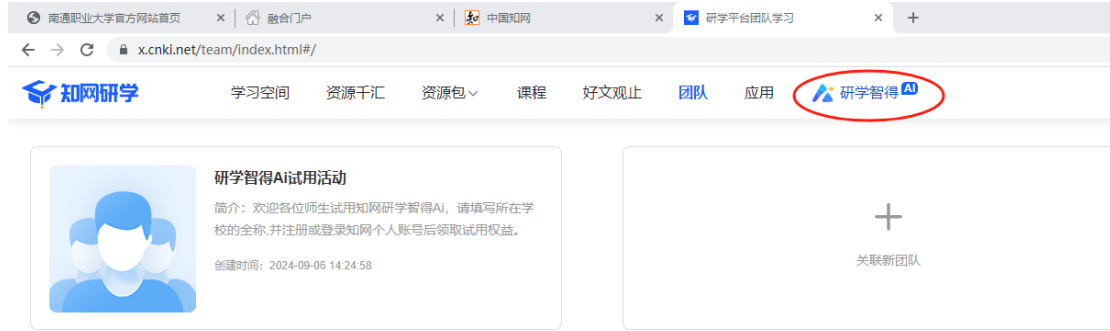 南通职业大学官方网站首页
融合门户
中国知网
研学平台团队学习
x.cnki.net/team/index.html#/
知网研学
学习空间 资源千汇 资源包 课程 好文观止 团队 应用 研学智得AI
研学智得Ai试用活动
简介：欢迎各位师生试用知网研学智得Ai，请填写所在学
校的全称,并注册或登录知网个人账号后领取试用权益。
创建时间：2024-09-06 14:24:58
关联新团队